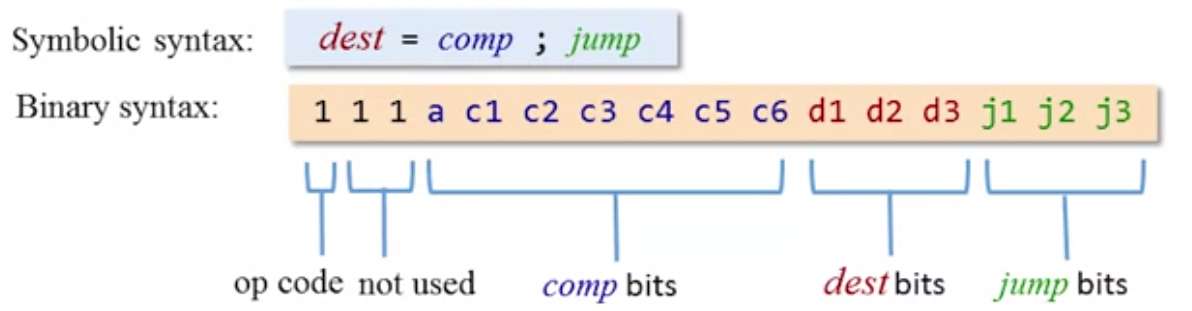 Symbolic syntax: dest = comp ; jump
Binary syntax: 1 1 1 a c1 c2 c3 c4 c5 c6 d1 d2 d3 j1 j2 j3
op code not used comp bits dest bits jump bits